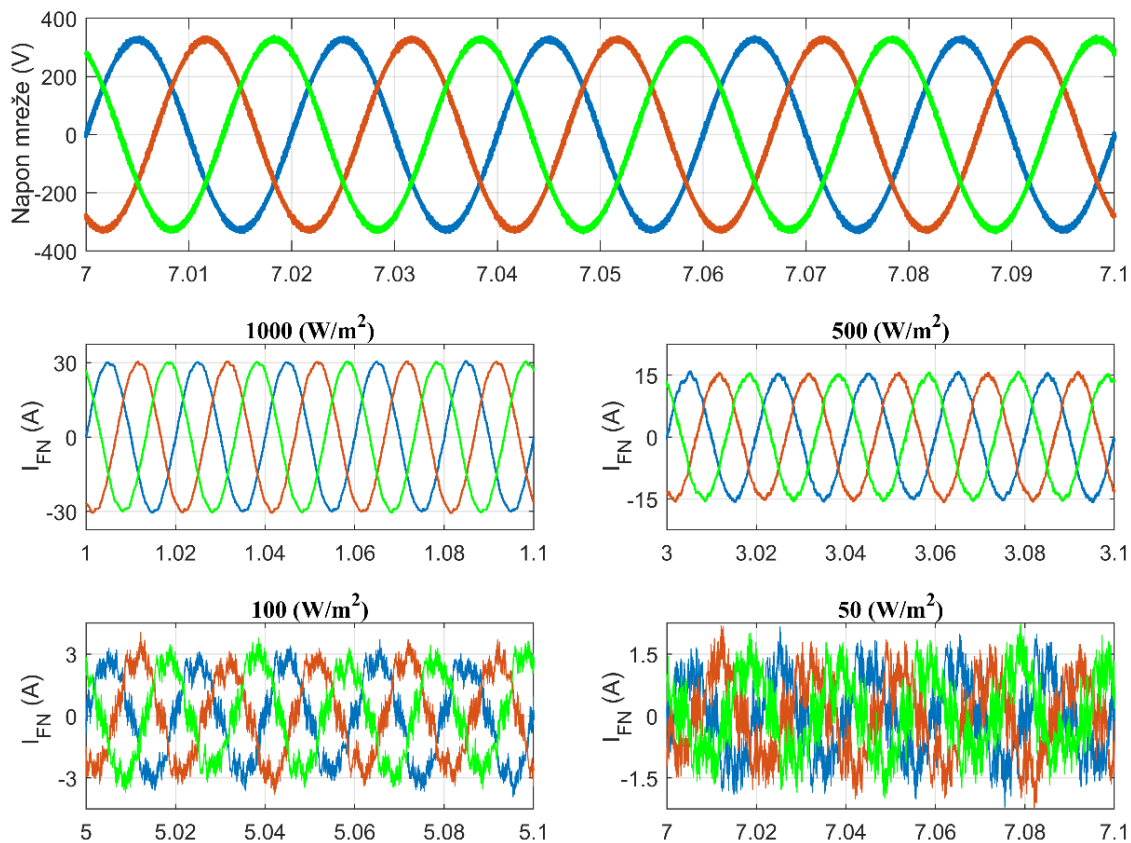 Napon mreže (V)
400
200
0
-200
-400
7 7.01 7.02 7.03 7.04 7.05 7.06 7.07 7.08 7.09 7.1
1000 (W/m²)
I_FN (A)
30
0
-30
1 1.02 1.04 1.06 1.08 1.1
500 (W/m²)
I_FN (A)
15
0
-15
3 3.02 3.04 3.06 3.08 3.1
100 (W/m²)
I_FN (A)
3
0
-3
5 5.02 5.04 5.06 5.08 5.1
50 (W/m²)
I_FN (A)
1.5
0
-1.5
7 7.02 7.04 7.06 7.08 7.1